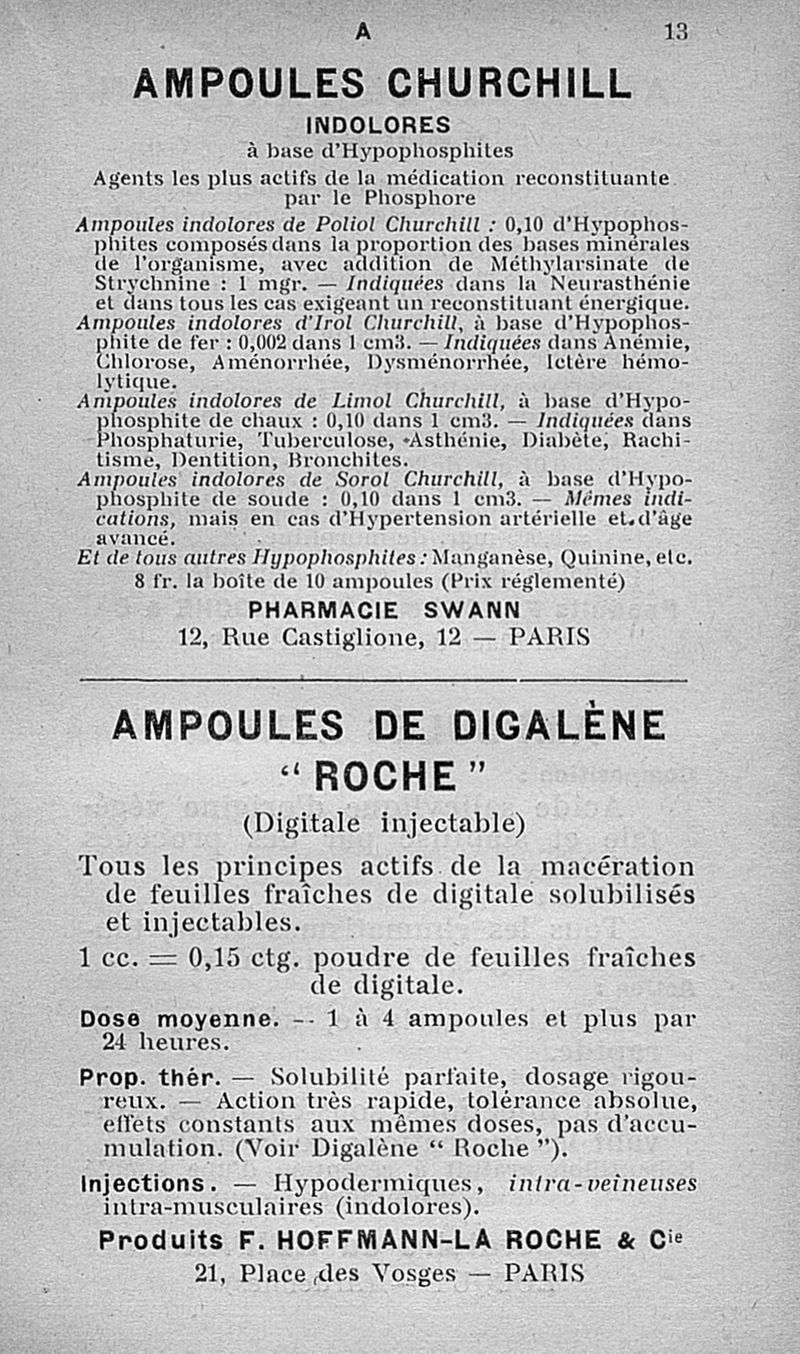 A 13
AMPOULES CHURCHILL
INDOLORES
à base d'Hypophosphites
Agents les plus actifs de la médication reconstituante
par le Phosphore
Ampoules indolores de Poliol Churchill : 0,10 d'Hypophos-
phites composés dans la proportion des bases minérales
de l'organisme, avec addition de Méthylarsinate de
Strychnine : 1 mgr. — Indiquées dans la Neurasthénie
et dans tous les cas exigeant un reconstituant énergique.
Ampoules indolores d'Irol Churchill, à base d'Hypophos-
phite de fer : 0,002 dans 1 cm3. — Indiquées dans Anémie,
Chlorose, Aménorrhée, Dysménorrhée, Ictère hémo-
lytique.
Ampoules indolores de Limol Churchill, à base d'Hypo-
phosphite de chaux : 0,10 dans 1 cm3. — Indiquées dans
Phosphaturie, Tuberculose, Asthénie, Diabète, Rachi-
tisme, Dentition, Bronchites.
Ampoules indolores de Sorol Churchill, à base d'Hypo-
phosphite de soude : 0,10 dans 1 cm3. — Mêmes indi-
cations, mais en cas d'Hypertension artérielle et d'âge
avancé.
Et de tous autres Hypophosphites : Manganèse, Quinine, etc.
8 fr. la boîte de 10 ampoules (Prix réglementé)
PHARMACIE SWANN
12, Rue Castiglione, 12 — PARIS
AMPOULES DE DIGALÈNE
“ ROCHE ”
(Digitale injectable)
Tous les principes actifs de la macération
de feuilles fraîches de digitale solubilisés
et injectables.
1 cc. = 0,15 ctg. poudre de feuilles fraîches
de digitale.
Dose moyenne. — 1 à 4 ampoules et plus par
24 heures.
Prop. thér. — Solubilité parfaite, dosage rigou-
reux. — Action très rapide, tolérance absolue,
effets constants aux mêmes doses, pas d'accu-
mulation. (Voir Digalène “ Roche ”).
Injections. — Hypodermiques, intra-veineuses
intra-musculaires (indolores).
Produits F. HOFFMANN-LA ROCHE & Cie
21, Place des Vosges — PARIS